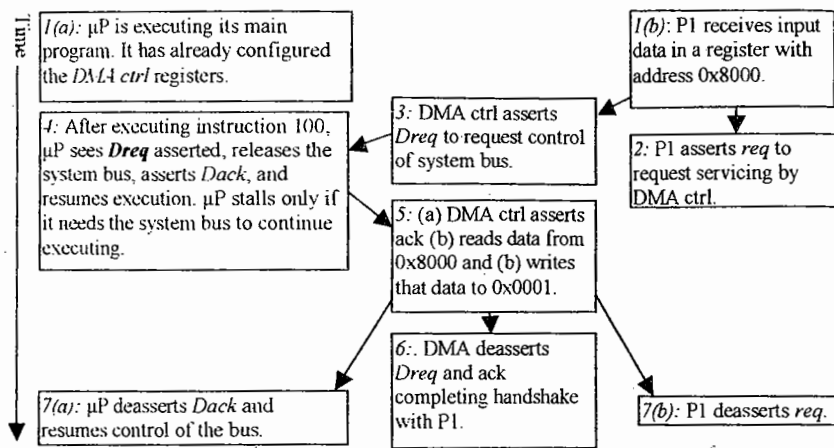 Time
1(a): µP is executing its main
program. It has already configured
the DMA ctrl registers.
1(b): P1 receives input
data in a register with
address 0x8000.
3: DMA ctrl asserts
Dreq to request control
of system bus.
2: P1 asserts req to
request servicing by
DMA ctrl.
4: After executing instruction 100,
µP sees Dreq asserted, releases the
system bus, asserts Dack, and
resumes execution. µP stalls only if
it needs the system bus to continue
executing.
5: (a) DMA ctrl asserts
ack (b) reads data from
0x8000 and (b) writes
that data to 0x0001.
6:. DMA deasserts
Dreq and ack
completing handshake
with P1.
7(a): µP deasserts Dack and
resumes control of the bus.
7(b): P1 deasserts req.